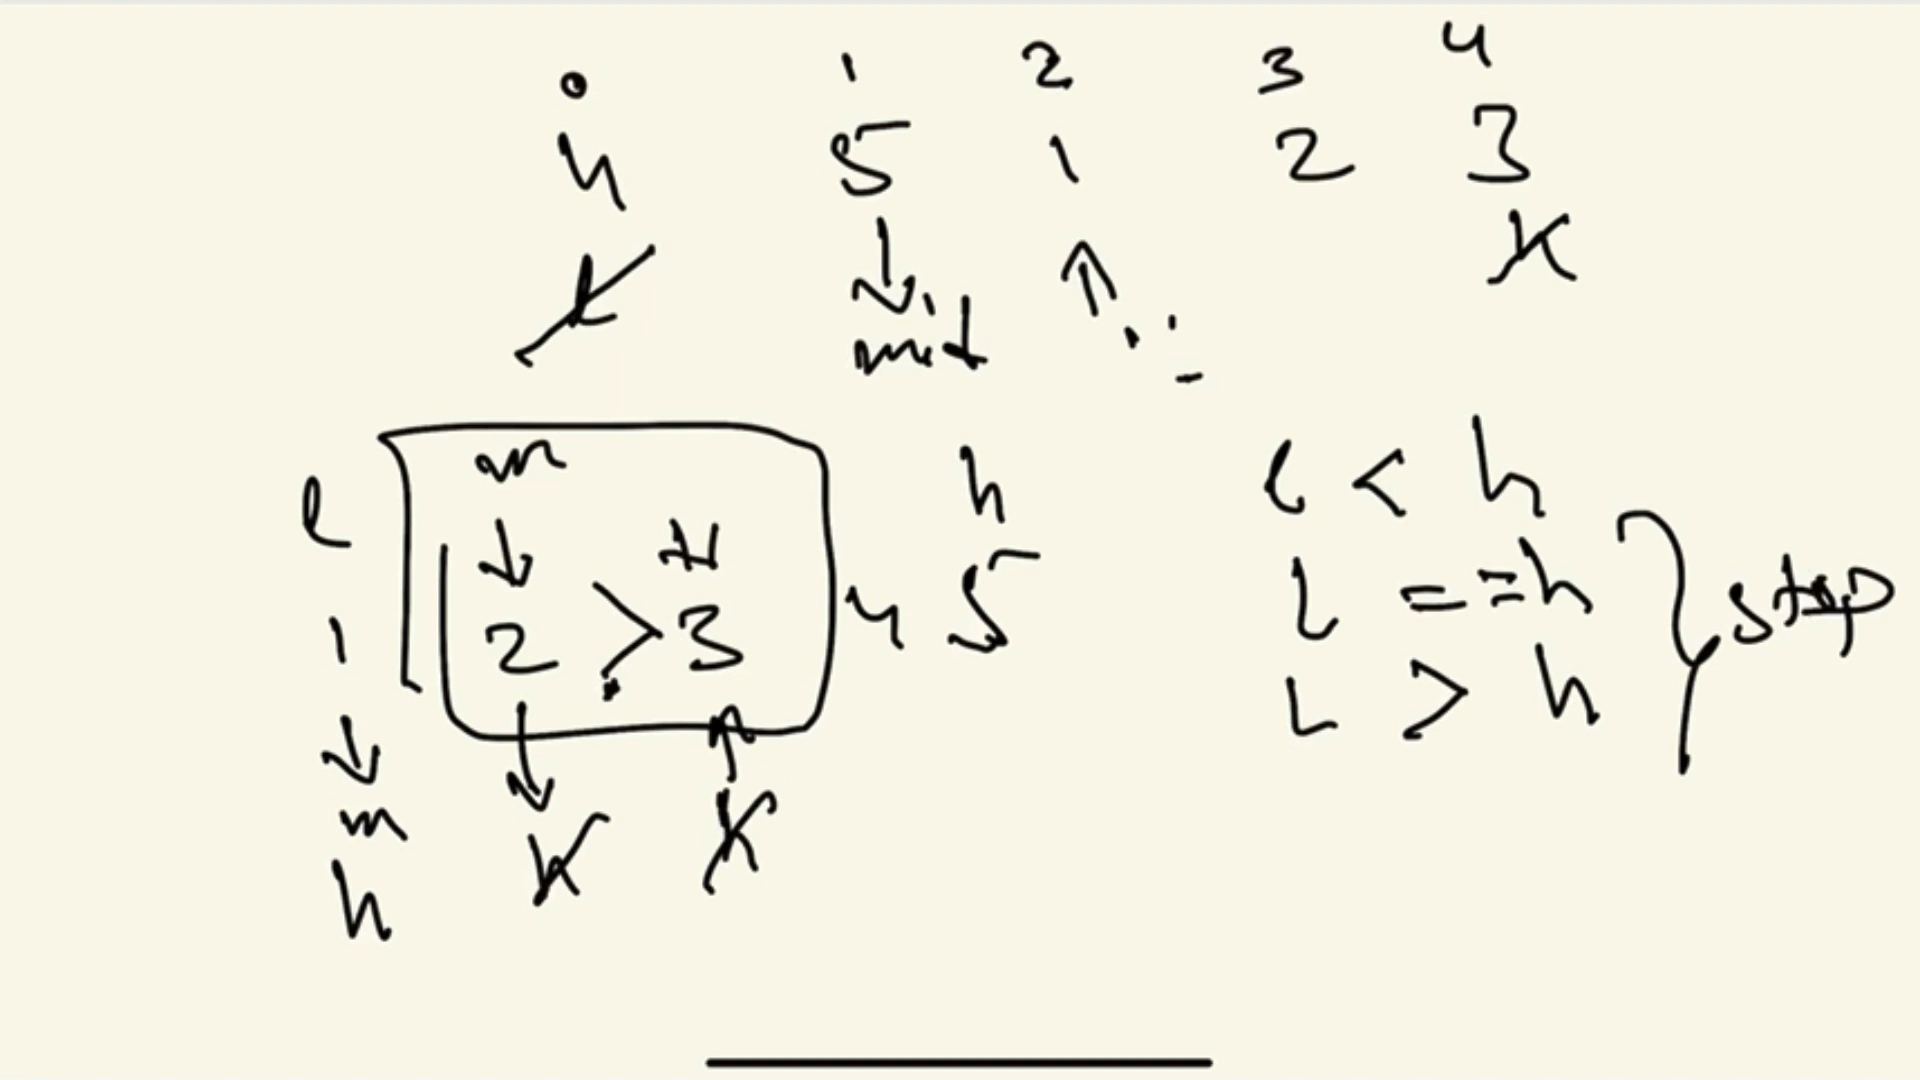 0 1 2 3 4
4 5 1 2 3
l
mid
m h l < h
l
2 > 3 4 5 L == h stop
1
L > h
m
h